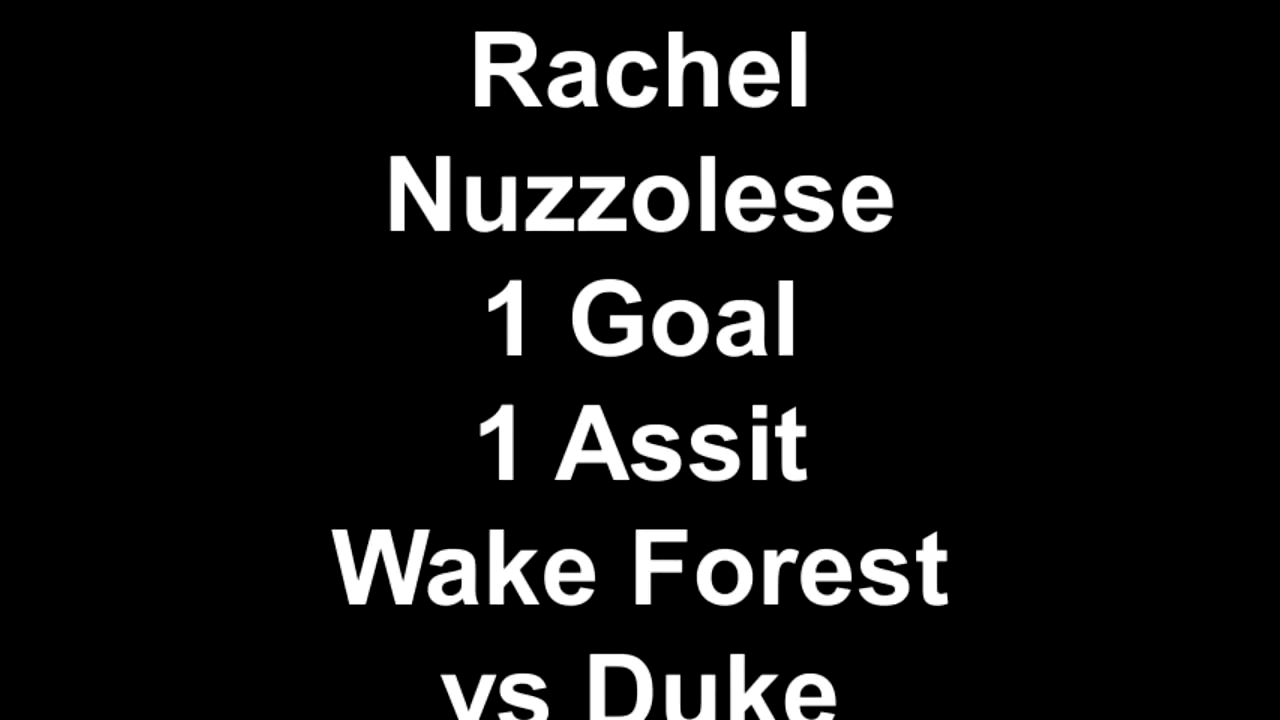 Rachel
Nuzzolese
1 Goal
1 Assit
Wake Forest
vs Duke